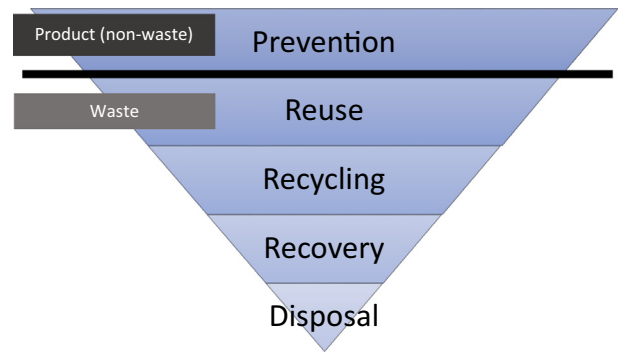 Product (non-waste)
Prevention
Waste
Reuse
Recycling
Recovery
Disposal